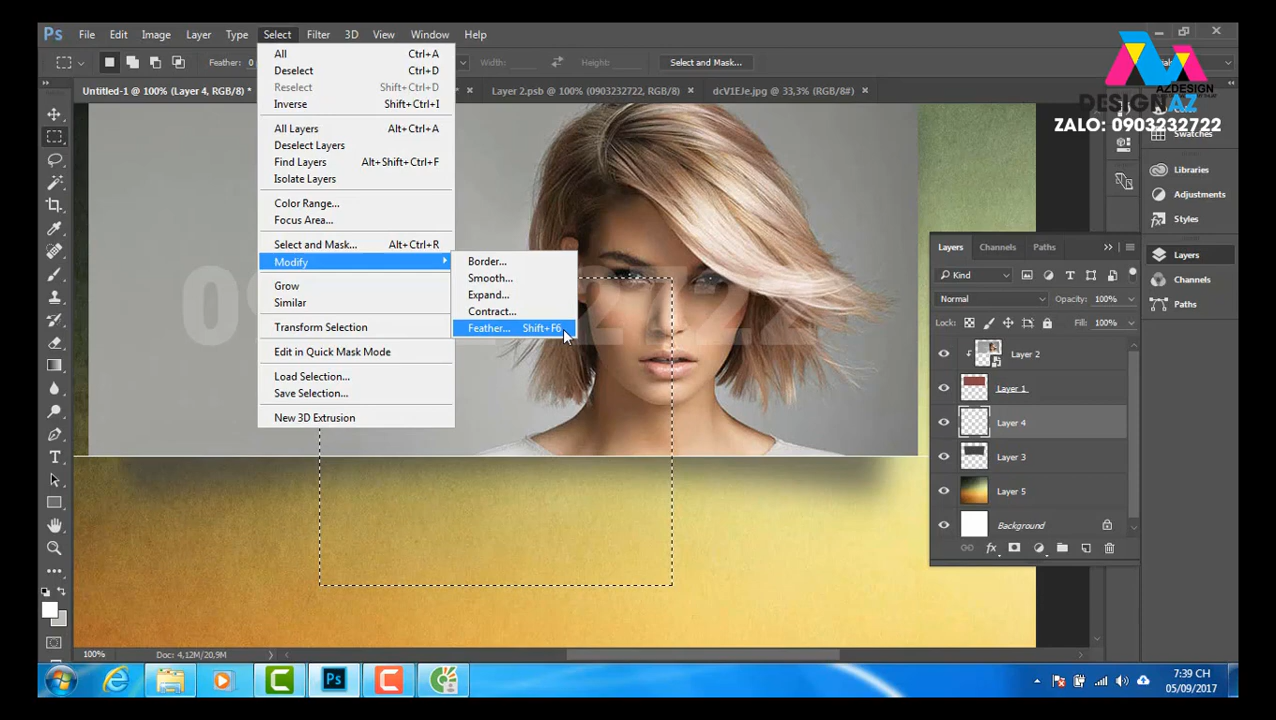 Ps File Edit Image Layer Type Select Filter 3D View Window Help
Feather: 0 Width: Height: Select and Mask...
Untitled-1 @ 100% (Layer 4, RGB/8) * × Layer 2.psb @ 100% (0903232722, RGB/8) × dcV1EJe.jpg @ 33,3% (RGB/8#) ×
AZDESIGN
DESIGNAZ
ZALO: 0903232722
All Ctrl+A
Deselect Ctrl+D
Reselect Shift+Ctrl+D
Inverse Shift+Ctrl+I
All Layers Alt+Ctrl+A
Deselect Layers
Find Layers Alt+Shift+Ctrl+F
Isolate Layers
Color Range...
Focus Area...
Select and Mask... Alt+Ctrl+R
Modify
Grow
Similar
Transform Selection
Edit in Quick Mask Mode
Load Selection...
Save Selection...
New 3D Extrusion
Border...
Smooth...
Expand...
Contract...
Feather... Shift+F6
Swatches
Libraries
Adjustments
Styles
Layers
Channels
Paths
Layers Channels Paths
Kind
Normal Opacity: 100%
Lock: Fill: 100%
Layer 2
Layer 1
Layer 4
Layer 3
Layer 5
Background
100% Doc: 4,12M/20,9M
Ps
7:39 CH
05/09/2017